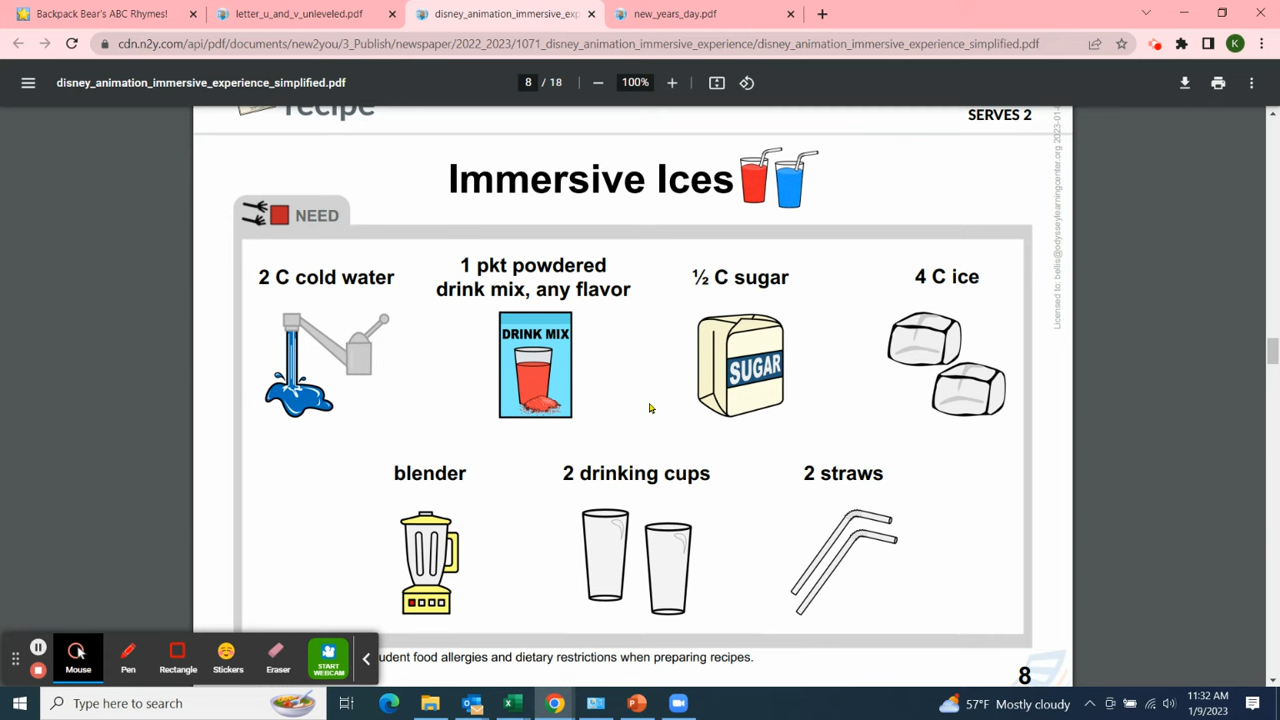 Backpack Bear's ABC Rhymes!
letter_u_and_v_unleveled.pdf
disney_animation_immersive_exp
new_years_day.pdf
cdn.n2y.com/api/pdf/documents/new2you/3_Publish/newspaper/2022_2023/1071_disney_animation_immersive_experience/disney_animation_immersive_experience_simplified.pdf
K
disney_animation_immersive_experience_simplified.pdf
8 / 18
100%
recipe
SERVES 2
Immersive Ices
NEED
2 C cold water
1 pkt powdered
drink mix, any flavor
½ C sugar
4 C ice
DRINK MIX
SUGAR
blender
2 drinking cups
2 straws
Mouse
Pen
Rectangle
Stickers
Eraser
START
WEBCAM
udent food allergies and dietary restrictions when preparing recipes.
8
Type here to search
57°F Mostly cloudy
11:32 AM
1/9/2023